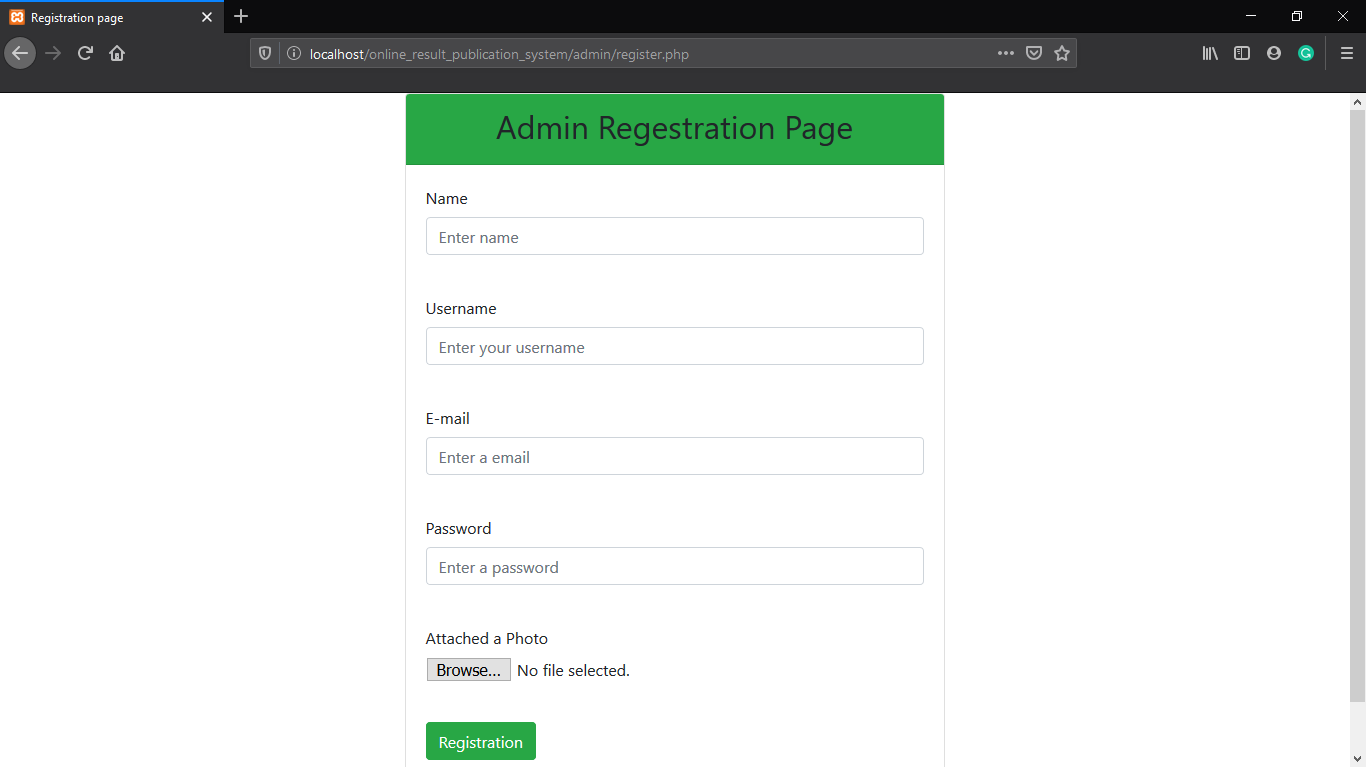 Registration page
localhost/online_result_publication_system/admin/register.php
Admin Regestration Page
Name
Enter name
Username
Enter your username
E-mail
Enter a email
Password
Enter a password
Attached a Photo
Browse... No file selected.
Registration